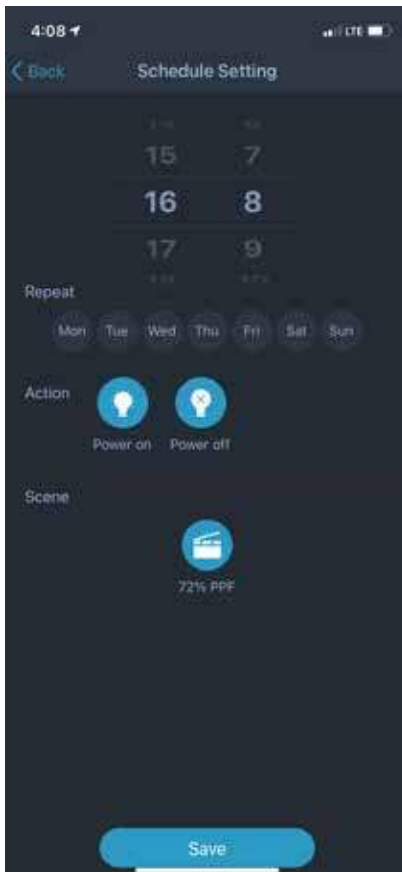 4:08 LTE
Back Schedule Setting
15 7
16 8
17 9
Repeat
Mon Tue Wed Thu Fri Sat Sun
Action
Power on Power off
Scene
72% PPF
Save